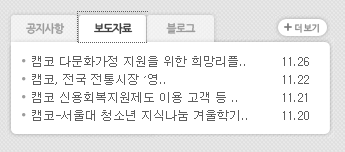 공지사항 보도자료 블로그 + 더 보기
캠코 다문화가정 지원을 위한 희망리플.. 11.26
캠코, 전국 전통시장 ‘영.. 11.22
캠코 신용회복지원제도 이용 고객 등 .. 11.21
캠코-서울대 청소년 지식나눔 겨울학기.. 11.20